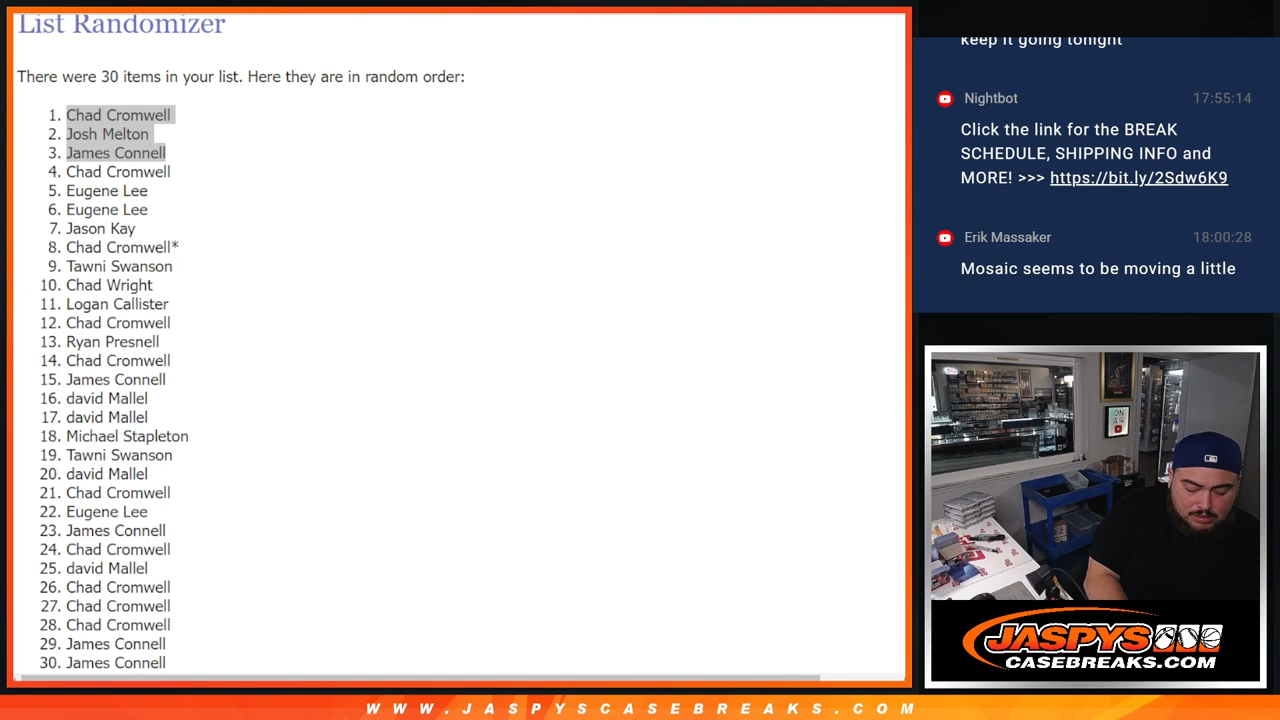 List Randomizer
There were 30 items in your list. Here they are in random order:
1. Chad Cromwell
2. Josh Melton
3. James Connell
4. Chad Cromwell
5. Eugene Lee
6. Eugene Lee
7. Jason Kay
8. Chad Cromwell*
9. Tawni Swanson
10. Chad Wright
11. Logan Callister
12. Chad Cromwell
13. Ryan Presnell
14. Chad Cromwell
15. James Connell
16. david Mallel
17. david Mallel
18. Michael Stapleton
19. Tawni Swanson
20. david Mallel
21. Chad Cromwell
22. Eugene Lee
23. James Connell
24. Chad Cromwell
25. david Mallel
26. Chad Cromwell
27. Chad Cromwell
28. Chad Cromwell
29. James Connell
30. James Connell
keep it going tonight
Nightbot 17:55:14
Click the link for the BREAK
SCHEDULE, SHIPPING INFO and
MORE! >>> https://bit.ly/2Sdw6K9
Erik Massaker 18:00:28
Mosaic seems to be moving a little
ON
AIR
JASPYS
CASEBREAKS.COM
WWW.JASPYSCASEBREAKS.COM